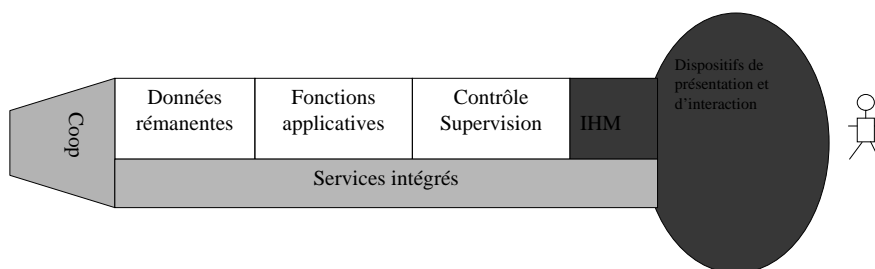 Coop
Données
rémanentes
Fonctions
applicatives
Contrôle
Supervision
IHM
Dispositifs de
présentation et
d'interaction
Services intégrés